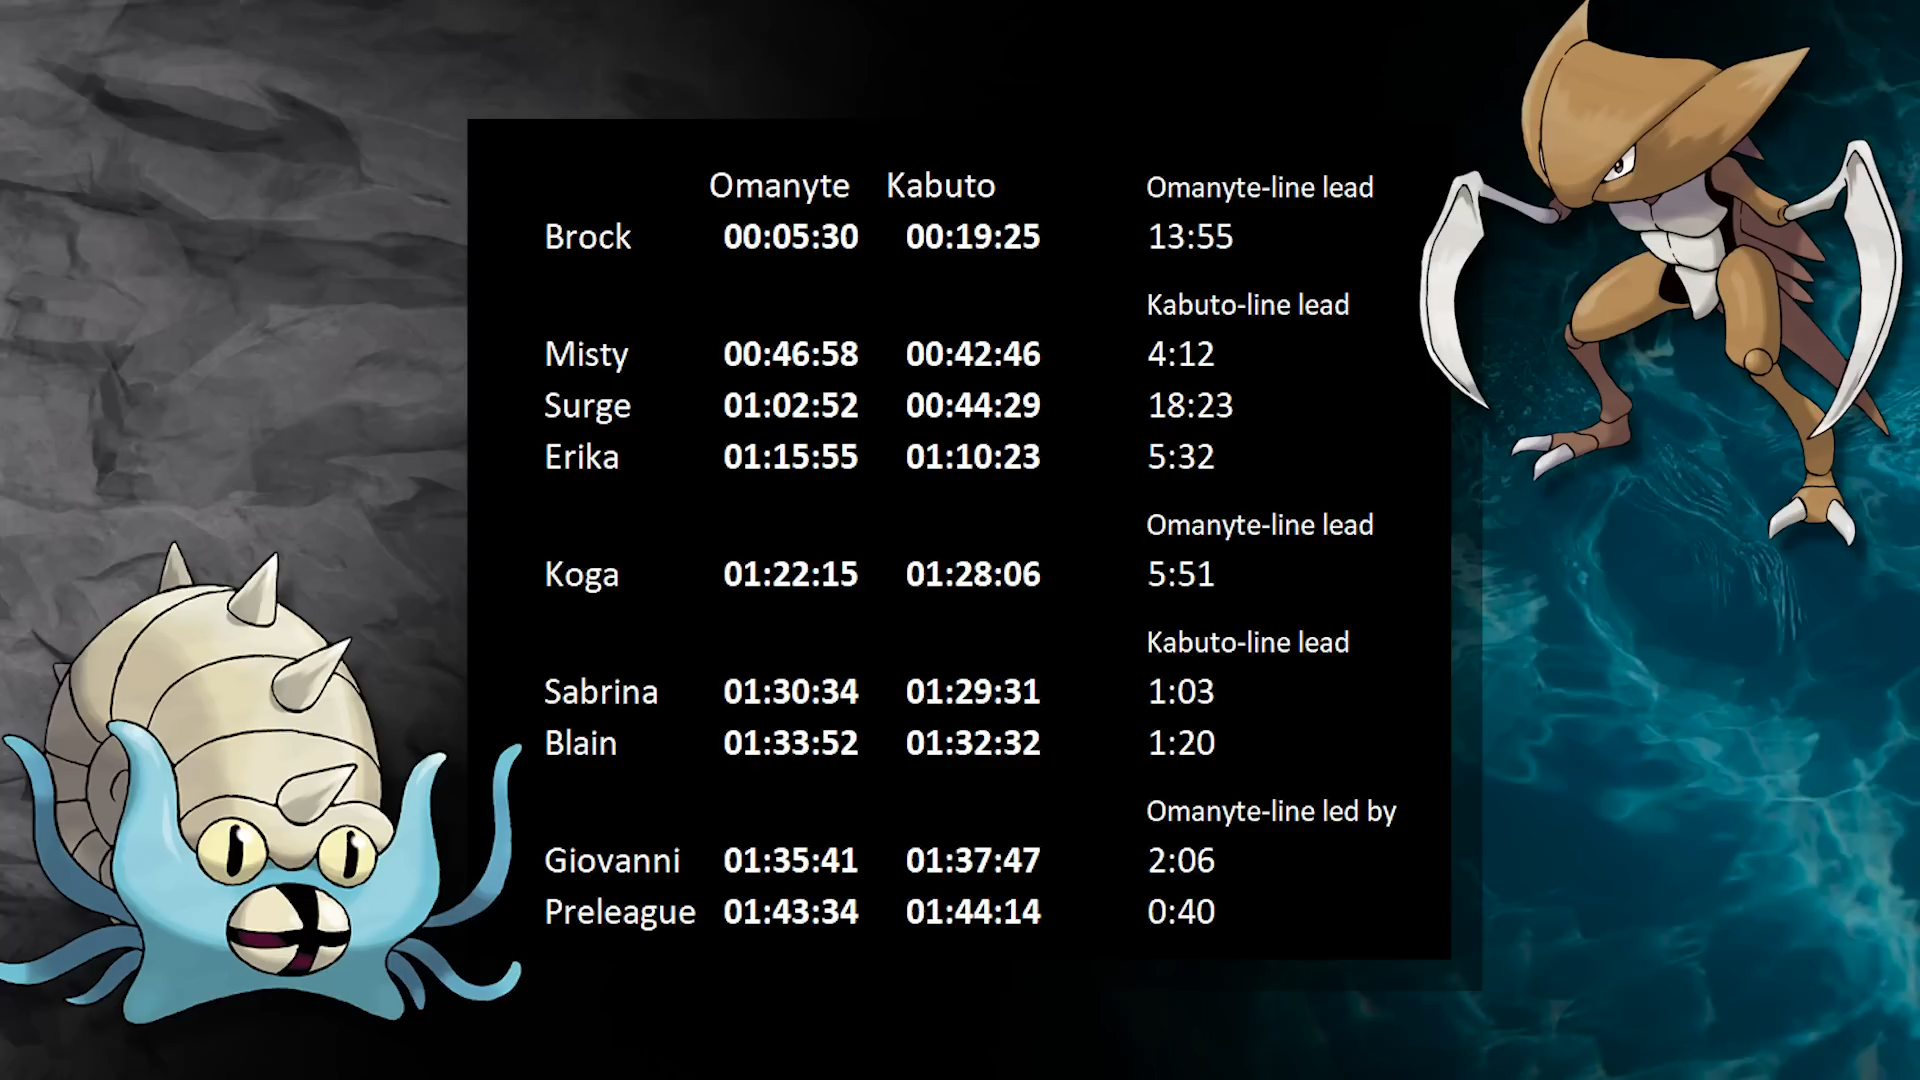 Omanyte Kabuto Omanyte-line lead
Brock 00:05:30 00:19:25 13:55
Kabuto-line lead
Misty 00:46:58 00:42:46 4:12
Surge 01:02:52 00:44:29 18:23
Erika 01:15:55 01:10:23 5:32
Omanyte-line lead
Koga 01:22:15 01:28:06 5:51
Kabuto-line lead
Sabrina 01:30:34 01:29:31 1:03
Blain 01:33:52 01:32:32 1:20
Omanyte-line led by
Giovanni 01:35:41 01:37:47 2:06
Preleague 01:43:34 01:44:14 0:40